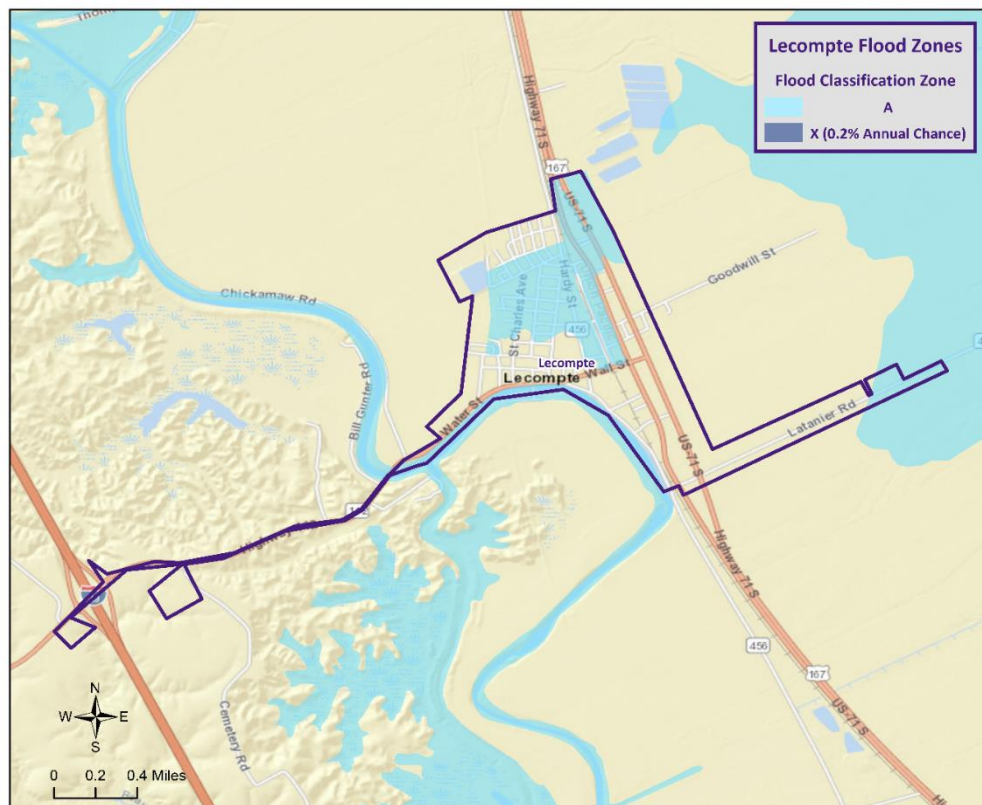 Thom
Lecompte Flood Zones
Flood Classification Zone
A
X (0.2% Annual Chance)
Highway 71 S
Highway 71 S
167
US-71 S
Goodwill St
Hardy St
St Charles Ave
456
Chickamaw Rd
Bill Gunter Rd
Lecompte
Lecompte
Wall St
Water St
Latanier Rd
US-71 S
Highway 71 S
456
167
US-71 S
Cemetery Rd
N
W E
S
0 0.2 0.4 Miles